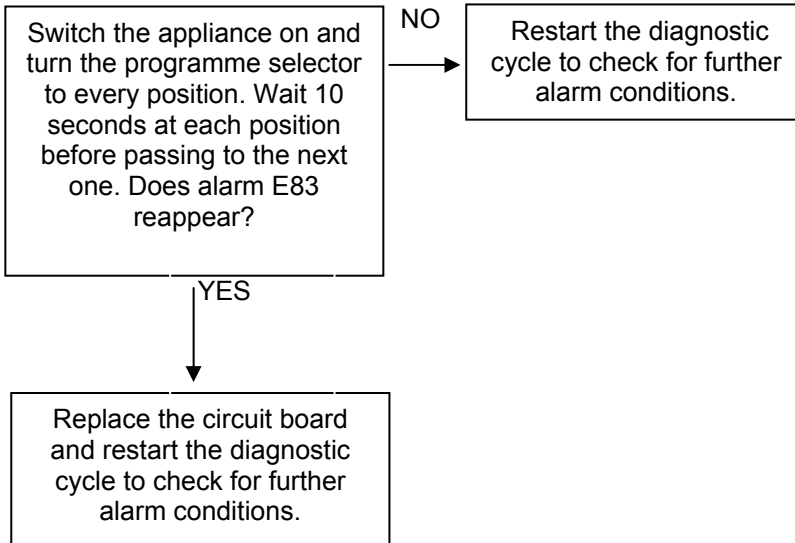 Switch the appliance on and
turn the programme selector
to every position. Wait 10
seconds at each position
before passing to the next
one. Does alarm E83
reappear?
NO
Restart the diagnostic
cycle to check for further
alarm conditions.
YES
Replace the circuit board
and restart the diagnostic
cycle to check for further
alarm conditions.